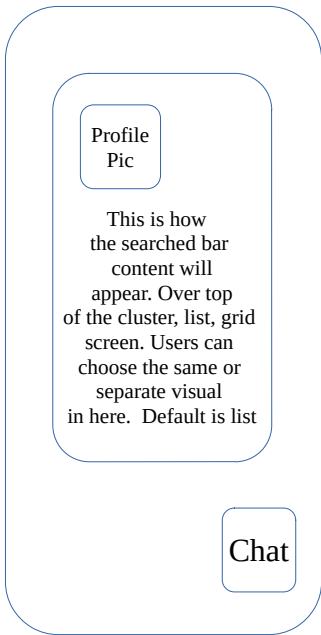 Profile
Pic
This is how
the searched bar
content will
appear. Over top
of the cluster, list, grid
screen. Users can
choose the same or
separate visual
in here.  Default is list
Chat